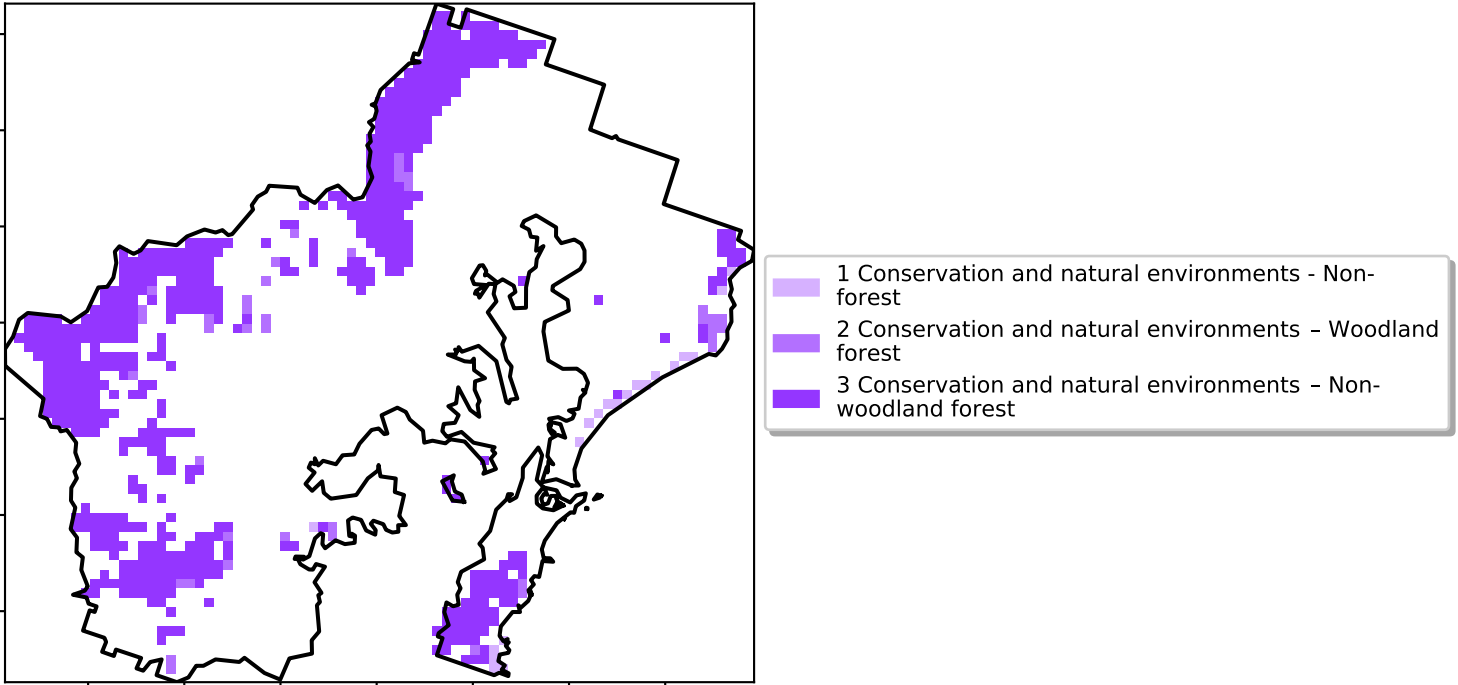 1 Conservation and natural environments - Non-
forest
2 Conservation and natural environments – Woodland
forest
3 Conservation and natural environments – Non-
woodland forest